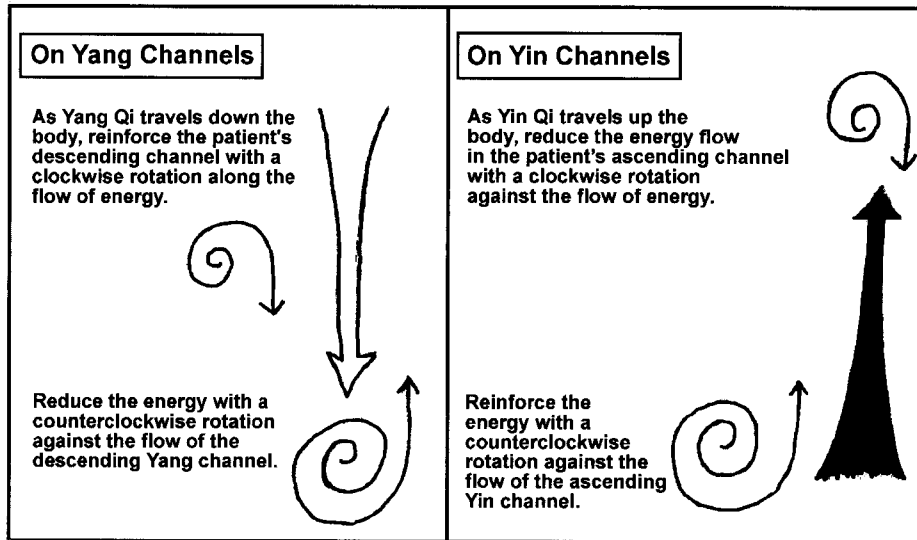 On Yang Channels
As Yang Qi travels down the
body, reinforce the patient's
descending channel with a
clockwise rotation along the
flow of energy.
Reduce the energy with a
counterclockwise rotation
against the flow of the
descending Yang channel.
On Yin Channels
As Yin Qi travels up the
body, reduce the energy flow
in the patient's ascending channel
with a clockwise rotation
against the flow of energy.
Reinforce the
energy with a
counterclockwise
rotation against the
flow of the ascending
Yin channel.